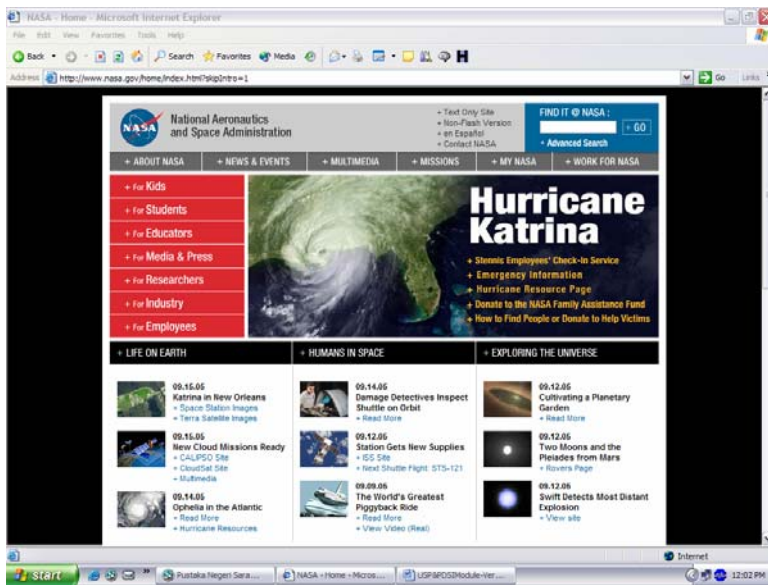 NASA - Home - Microsoft Internet Explorer
File Edit View Favorites Tools Help
Back Search Favorites Media
Address http://www.nasa.gov/home/index.html?skipIntro=1 Go Links
NASA
National Aeronautics
and Space Administration
+ Text Only Site
+ Non-Flash Version
+ en Español
+ Contact NASA
FIND IT @ NASA :
+ GO
+ Advanced Search
+ ABOUT NASA + NEWS & EVENTS + MULTIMEDIA + MISSIONS + MY NASA + WORK FOR NASA
+ For Kids
+ For Students
+ For Educators
+ For Media & Press
+ For Researchers
+ For Industry
+ For Employees
Hurricane
Katrina
+ Stennis Employees' Check-In Service
+ Emergency Information
+ Hurricane Resource Page
+ Donate to the NASA Family Assistance Fund
+ How to Find People or Donate to Help Victims
+ LIFE ON EARTH
09.15.05
Katrina in New Orleans
+ Space Station Images
+ Terra Satellite Images
09.15.05
New Cloud Missions Ready
+ CALIPSO Site
+ CloudSat Site
+ Multimedia
09.14.05
Ophelia in the Atlantic
+ Read More
+ Hurricane Resources
+ HUMANS IN SPACE
09.14.05
Damage Detectives Inspect
Shuttle on Orbit
+ Read More
09.12.05
Station Gets New Supplies
+ ISS Site
+ Next Shuttle Flight: STS-121
09.09.05
The World's Greatest
Piggyback Ride
+ Read More
+ View Video (Real)
+ EXPLORING THE UNIVERSE
09.12.05
Cultivating a Planetary
Garden
+ Read More
09.12.05
Two Moons and the
Pleiades from Mars
+ Rovers Page
09.12.05
Swift Detects Most Distant
Explosion
+ View site
Internet
start Pustaka Negeri Sara... NASA - Home - Micros... USP&PDSIModule-Ver... 12:02 PM